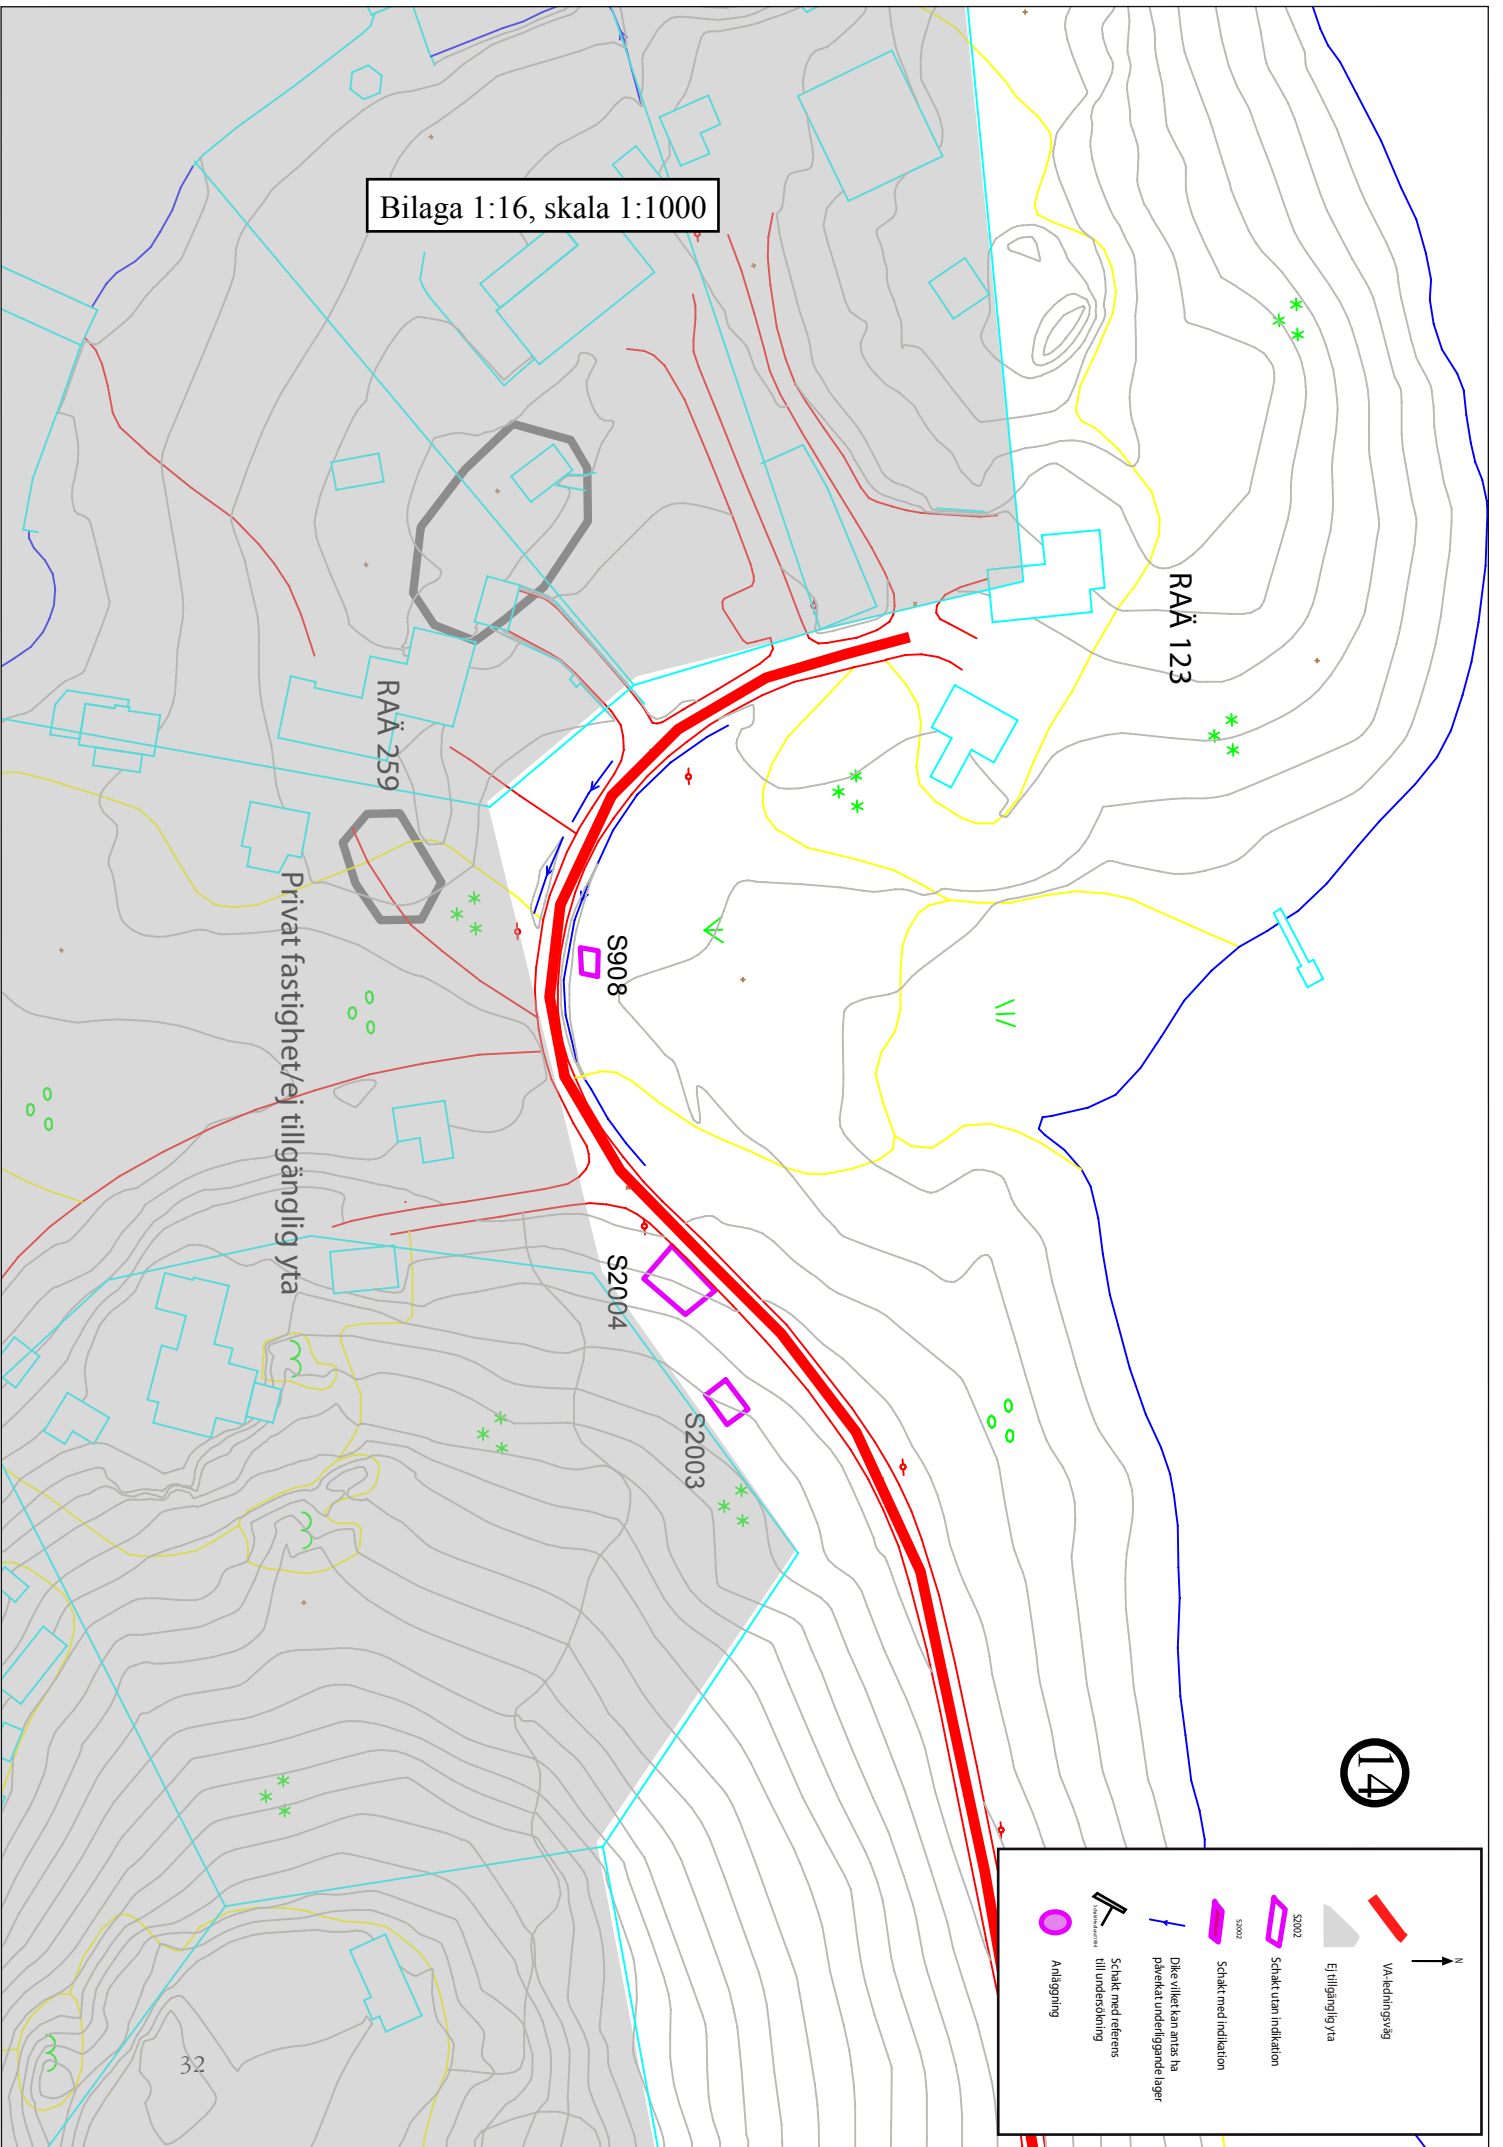 Bilaga 1:16, skala 1:1000
RAÄ 123
RAÄ 259
Privat fastighet/ej tillgänglig yta
S908
S2004
S2003
14
N
VA-ledningsväg
Ej tillgänglig yta
S2002
Schakt utan indikation
S2002
Schakt med indikation
Dike vilket kan antas ha
påverkat underliggande lager
Schakt med referens
till undersökning
Anläggning
32